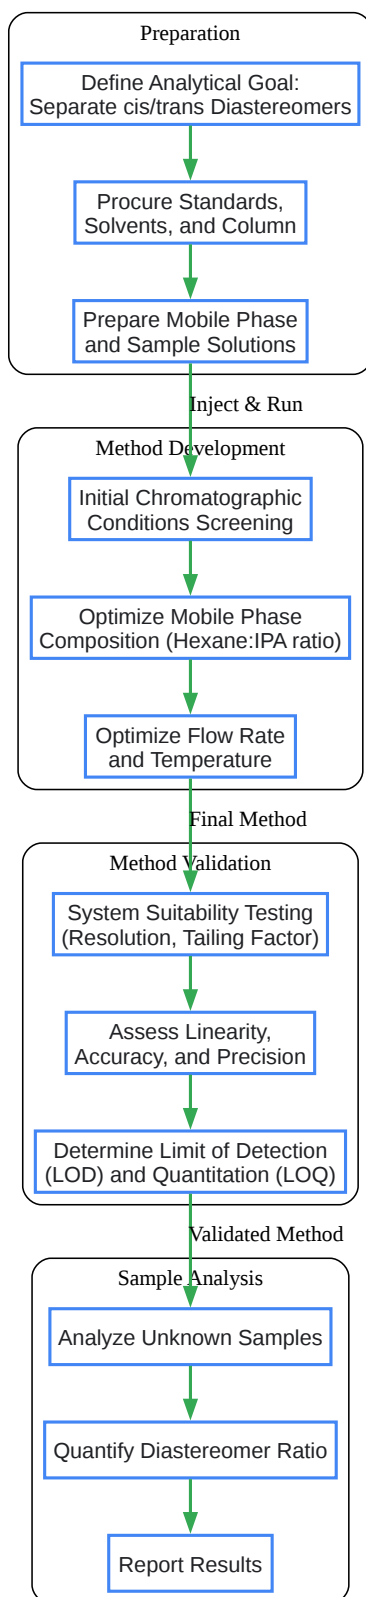 Preparation
Define Analytical Goal:
Separate cis/trans Diastereomers
Procure Standards,
Solvents, and Column
Prepare Mobile Phase
and Sample Solutions
Inject & Run
Method Development
Initial Chromatographic
Conditions Screening
Optimize Mobile Phase
Composition (Hexane:IPA ratio)
Optimize Flow Rate
and Temperature
Final Method
Method Validation
System Suitability Testing
(Resolution, Tailing Factor)
Assess Linearity,
Accuracy, and Precision
Determine Limit of Detection
(LOD) and Quantitation (LOQ)
Validated Method
Sample Analysis
Analyze Unknown Samples
Quantify Diastereomer Ratio
Report Results